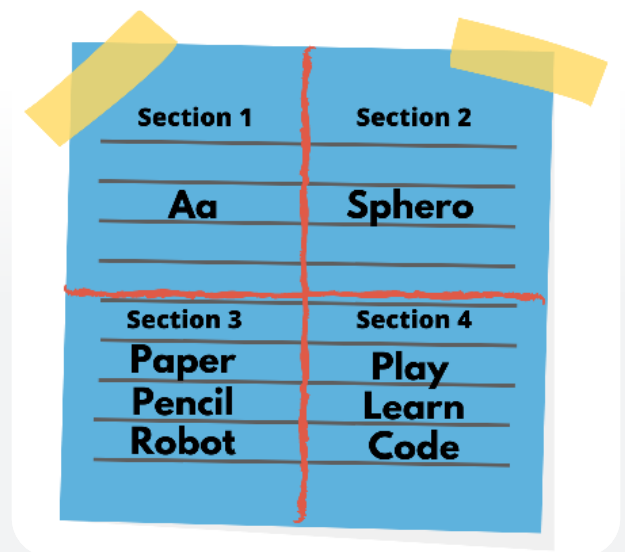 Section 1
Aa
Section 2
Sphero
Section 3
Paper
Pencil
Robot
Section 4
Play
Learn
Code